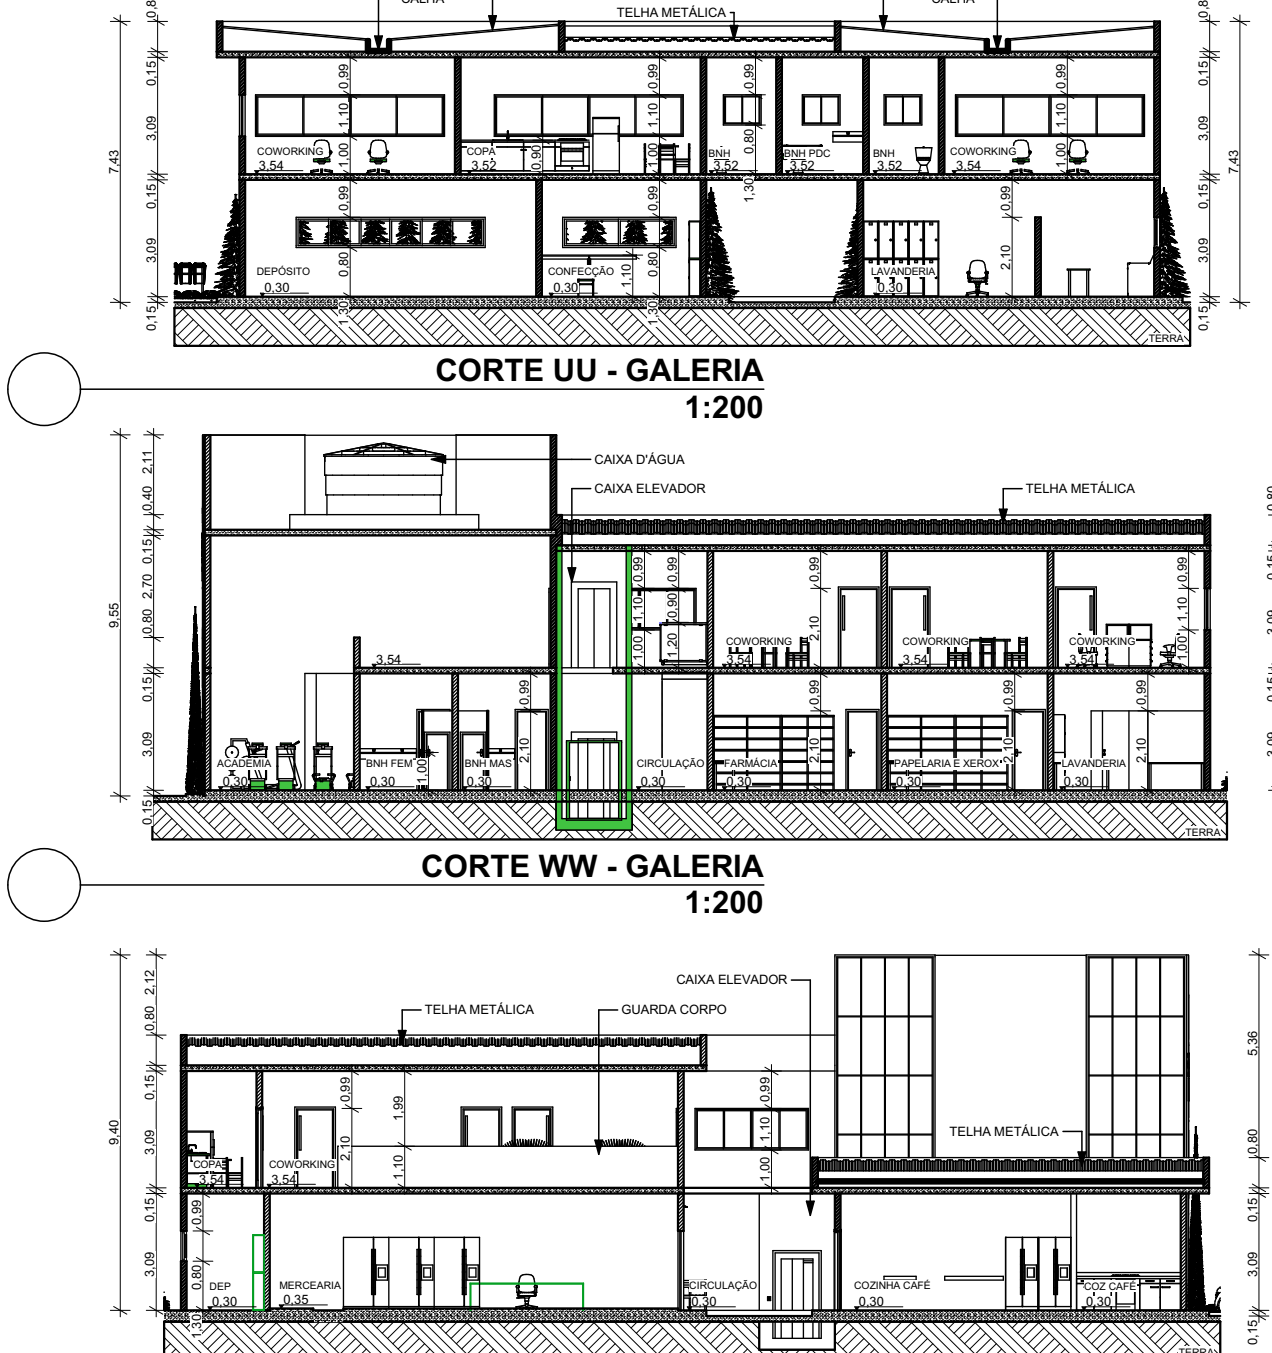 CALHA
CALHA
TELHA METÁLICA
0,8
0,15
3,09
0,15
3,09
0,15
7,43
0,99
1,10
1,00
0,99
1,10
0,90
1,00
0,99
0,80
1,30
0,99
1,10
1,00
0,8
0,15
3,09
0,15
3,09
0,15
7,43
COWORKING
3,54
COPA
3,52
BNH
3,52
BNH PDC
3,52
BNH
3,52
COWORKING
3,54
0,99
0,80
1,30
0,99
1,10
0,80
1,30
0,99
2,10
DEPÓSITO
0,30
CONFECÇÃO
0,30
LAVANDERIA
0,30
TERRA
CORTE UU - GALERIA
1:200
CAIXA D'ÁGUA
CAIXA ELEVADOR
TELHA METÁLICA
9,55
2,11
0,40
0,15
2,70
0,80
0,15
3,09
0,15
0,99
1,10
1,00
0,99
0,90
1,20
0,99
2,10
0,99
1,10
1,00
3,54
COWORKING
3,54
COWORKING
3,54
COWORKING
3,54
0,99
2,10
1,00
0,99
2,10
0,99
2,10
0,99
2,10
ACADEMIA
0,30
BNH FEM
0,30
BNH MAS
0,30
CIRCULAÇÃO
0,30
FARMÁCIA
0,30
PAPELARIA E XEROX
0,30
LAVANDERIA
0,30
TERRA
0,80
0,15
3,09
0,15
3,09
CORTE WW - GALERIA
1:200
CAIXA ELEVADOR
TELHA METÁLICA
GUARDA CORPO
TELHA METÁLICA
9,40
2,12
0,80
0,15
3,09
0,15
3,09
0,99
2,10
1,99
1,10
0,99
1,10
1,00
5,36
0,80
0,15
3,09
0,15
COPA
3,54
COWORKING
3,54
0,99
0,80
1,30
DEP
0,30
MERCEARIA
0,35
CIRCULAÇÃO
0,30
COZINHA CAFÉ
0,30
COZ CAFÉ
0,30
TERRA